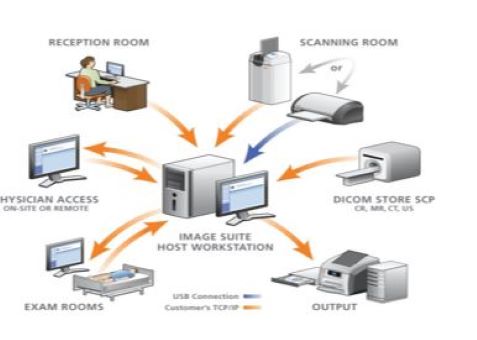 RECEPTION ROOM
SCANNING ROOM
or
HYSICIAN ACCESS
ON-SITE OR REMOTE
DICOM STORE SCP
CR, MR, CT, US
IMAGE SUITE
HOST WORKSTATION
EXAM ROOMS
USB Connection
Customer's TCP/IP
OUTPUT